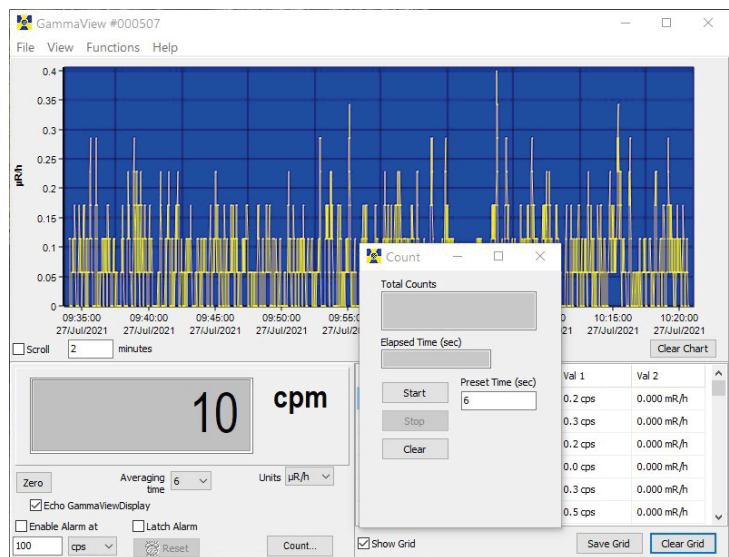 GammaView #000507
File View Functions Help
µR/h
0.4
0.35
0.3
0.25
0.2
0.15
0.1
0.05
0
09:35:00 09:40:00 09:45:00 09:50:00 09:55: 0 10:15:00 10:20:00
27/Jul/2021 27/Jul/2021 27/Jul/2021 27/Jul/2021 27/Jul 21 27/Jul/2021 27/Jul/2021
Scroll 2 minutes Clear Chart
Count
Total Counts
Elapsed Time (sec)
Start Preset Time (sec)
6
Stop
Clear
10 cpm
Zero Averaging time 6 Units µR/h
Echo GammaViewDisplay
Enable Alarm at Latch Alarm
100 cps Reset Count...
Val 1 Val 2
0.2 cps 0.000 mR/h
0.3 cps 0.000 mR/h
0.2 cps 0.000 mR/h
0.0 cps 0.000 mR/h
0.3 cps 0.000 mR/h
0.5 cps 0.000 mR/h
Show Grid Save Grid Clear Grid